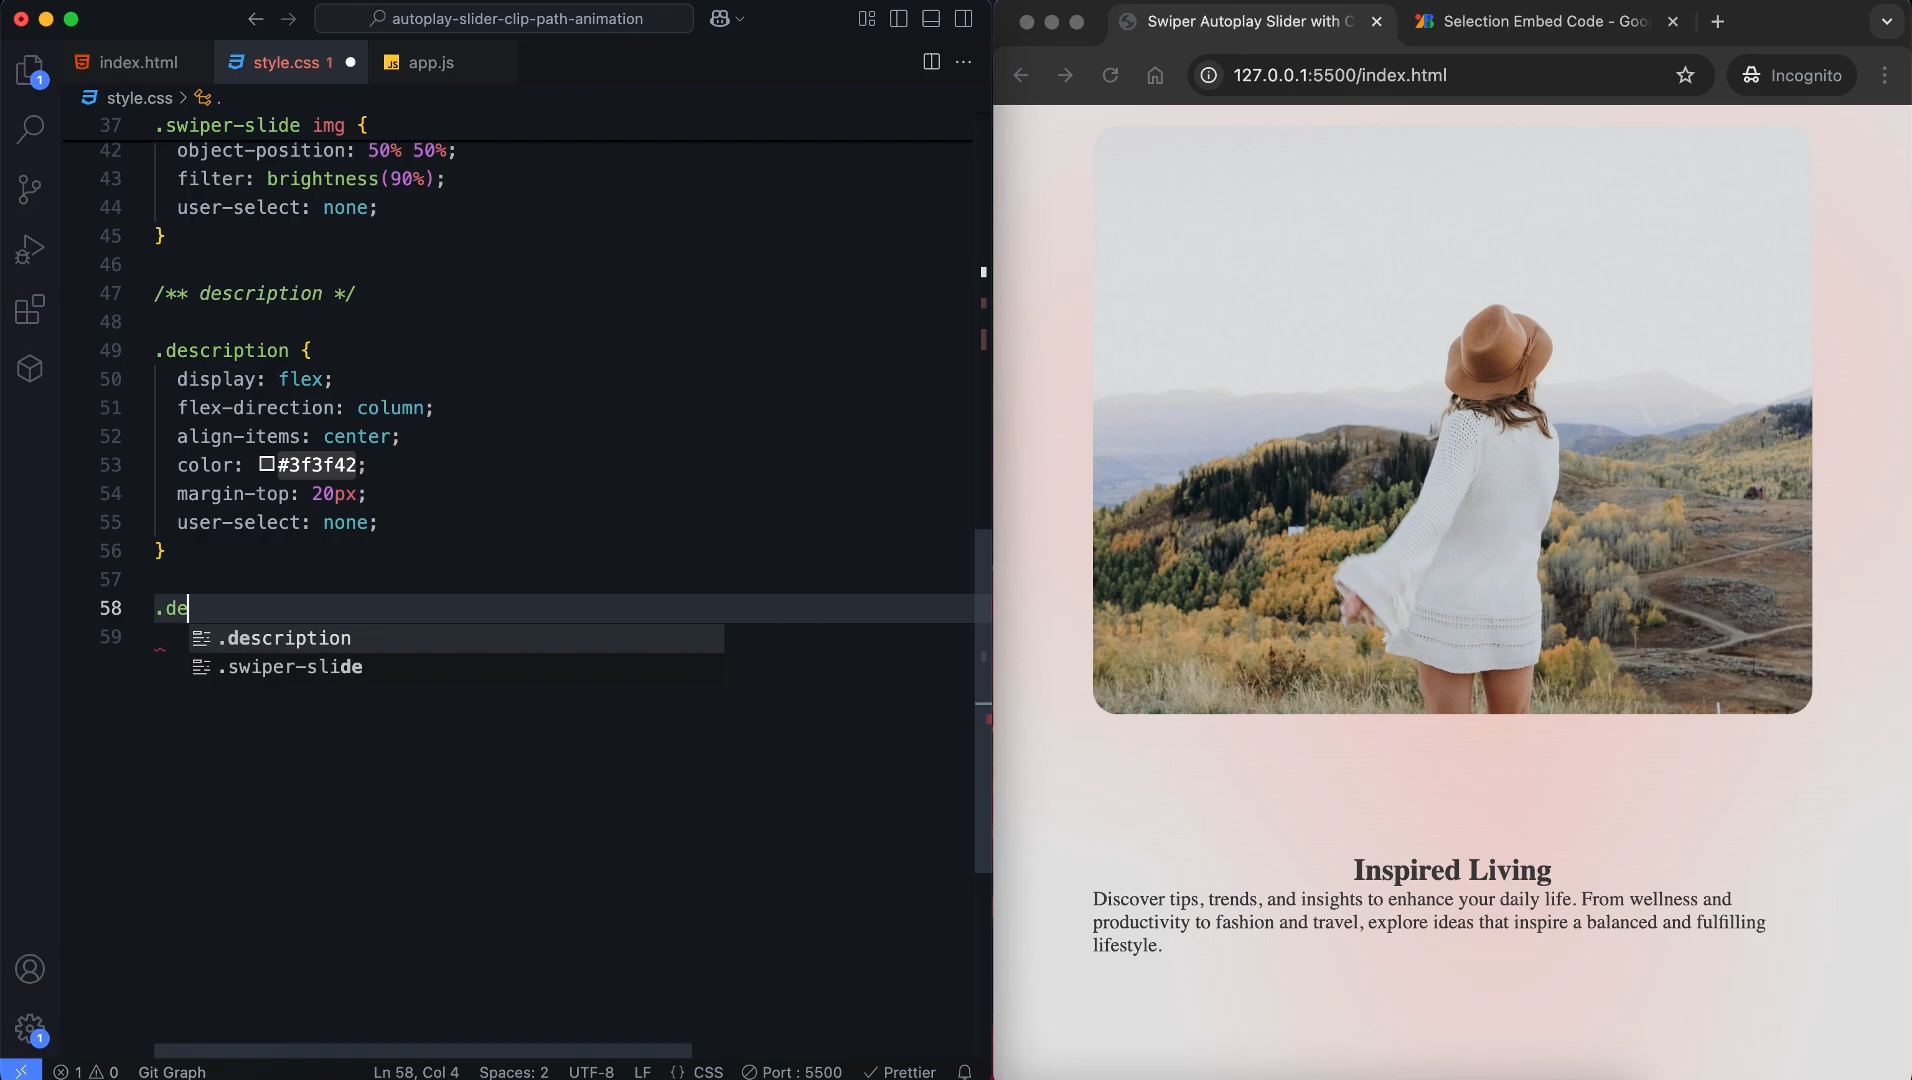 autoplay-slider-clip-path-animation
index.html
style.css 1
app.js
style.css > .
37 .swiper-slide img {
42 object-position: 50% 50%;
43 filter: brightness(90%);
44 user-select: none;
45 }
46
47 /** description */
48
49 .description {
50 display: flex;
51 flex-direction: column;
52 align-items: center;
53 color: #3f3f42;
54 margin-top: 20px;
55 user-select: none;
56 }
57
58 .de
.description
59
.swiper-slide
1
1
1 0 Git Graph Ln 58, Col 4 Spaces: 2 UTF-8 LF {} CSS Port : 5500 Prettier
Swiper Autoplay Slider with C
Selection Embed Code - Goo
127.0.0.1:5500/index.html
Incognito
Inspired Living
Discover tips, trends, and insights to enhance your daily life. From wellness and
productivity to fashion and travel, explore ideas that inspire a balanced and fulfilling
lifestyle.